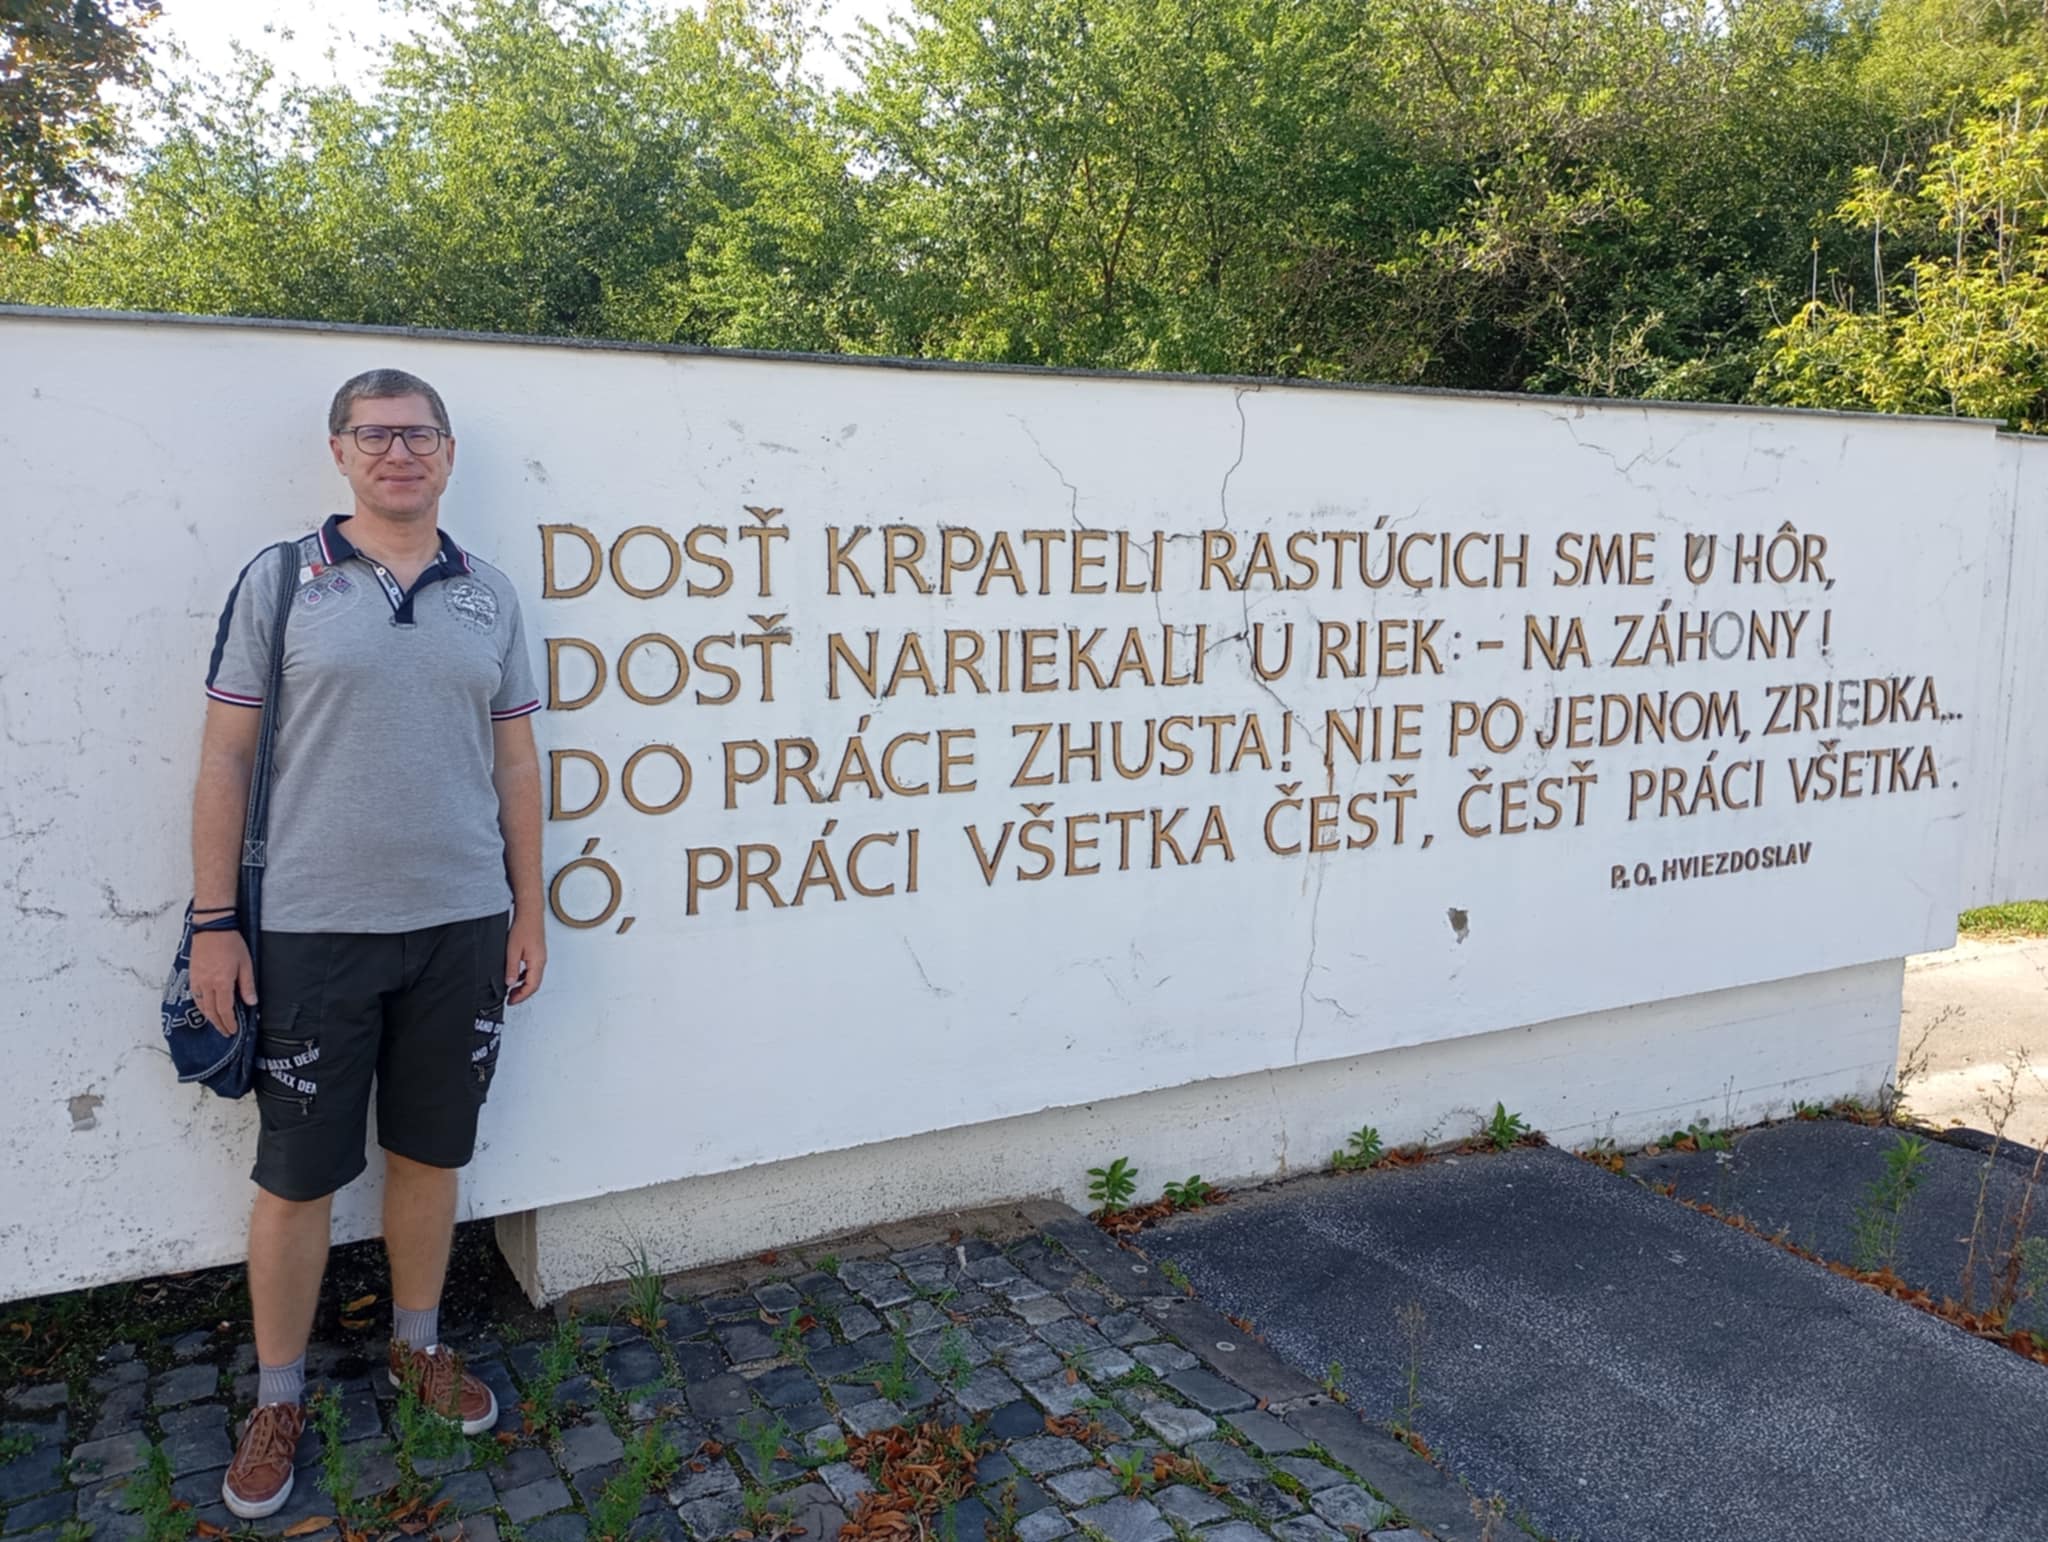 DOSŤ KRPATELI RASTÚCICH SME U HÔR,
DOSŤ NARIEKALI U RIEK: – NA ZÁHONY!
DO PRÁCE ZHUSTA! NIE PO JEDNOM, ZRIEDKA...
Ó, PRÁCI VŠETKA ČESŤ, ČESŤ PRÁCI VŠETKA.
P. O. HVIEZDOSLAV